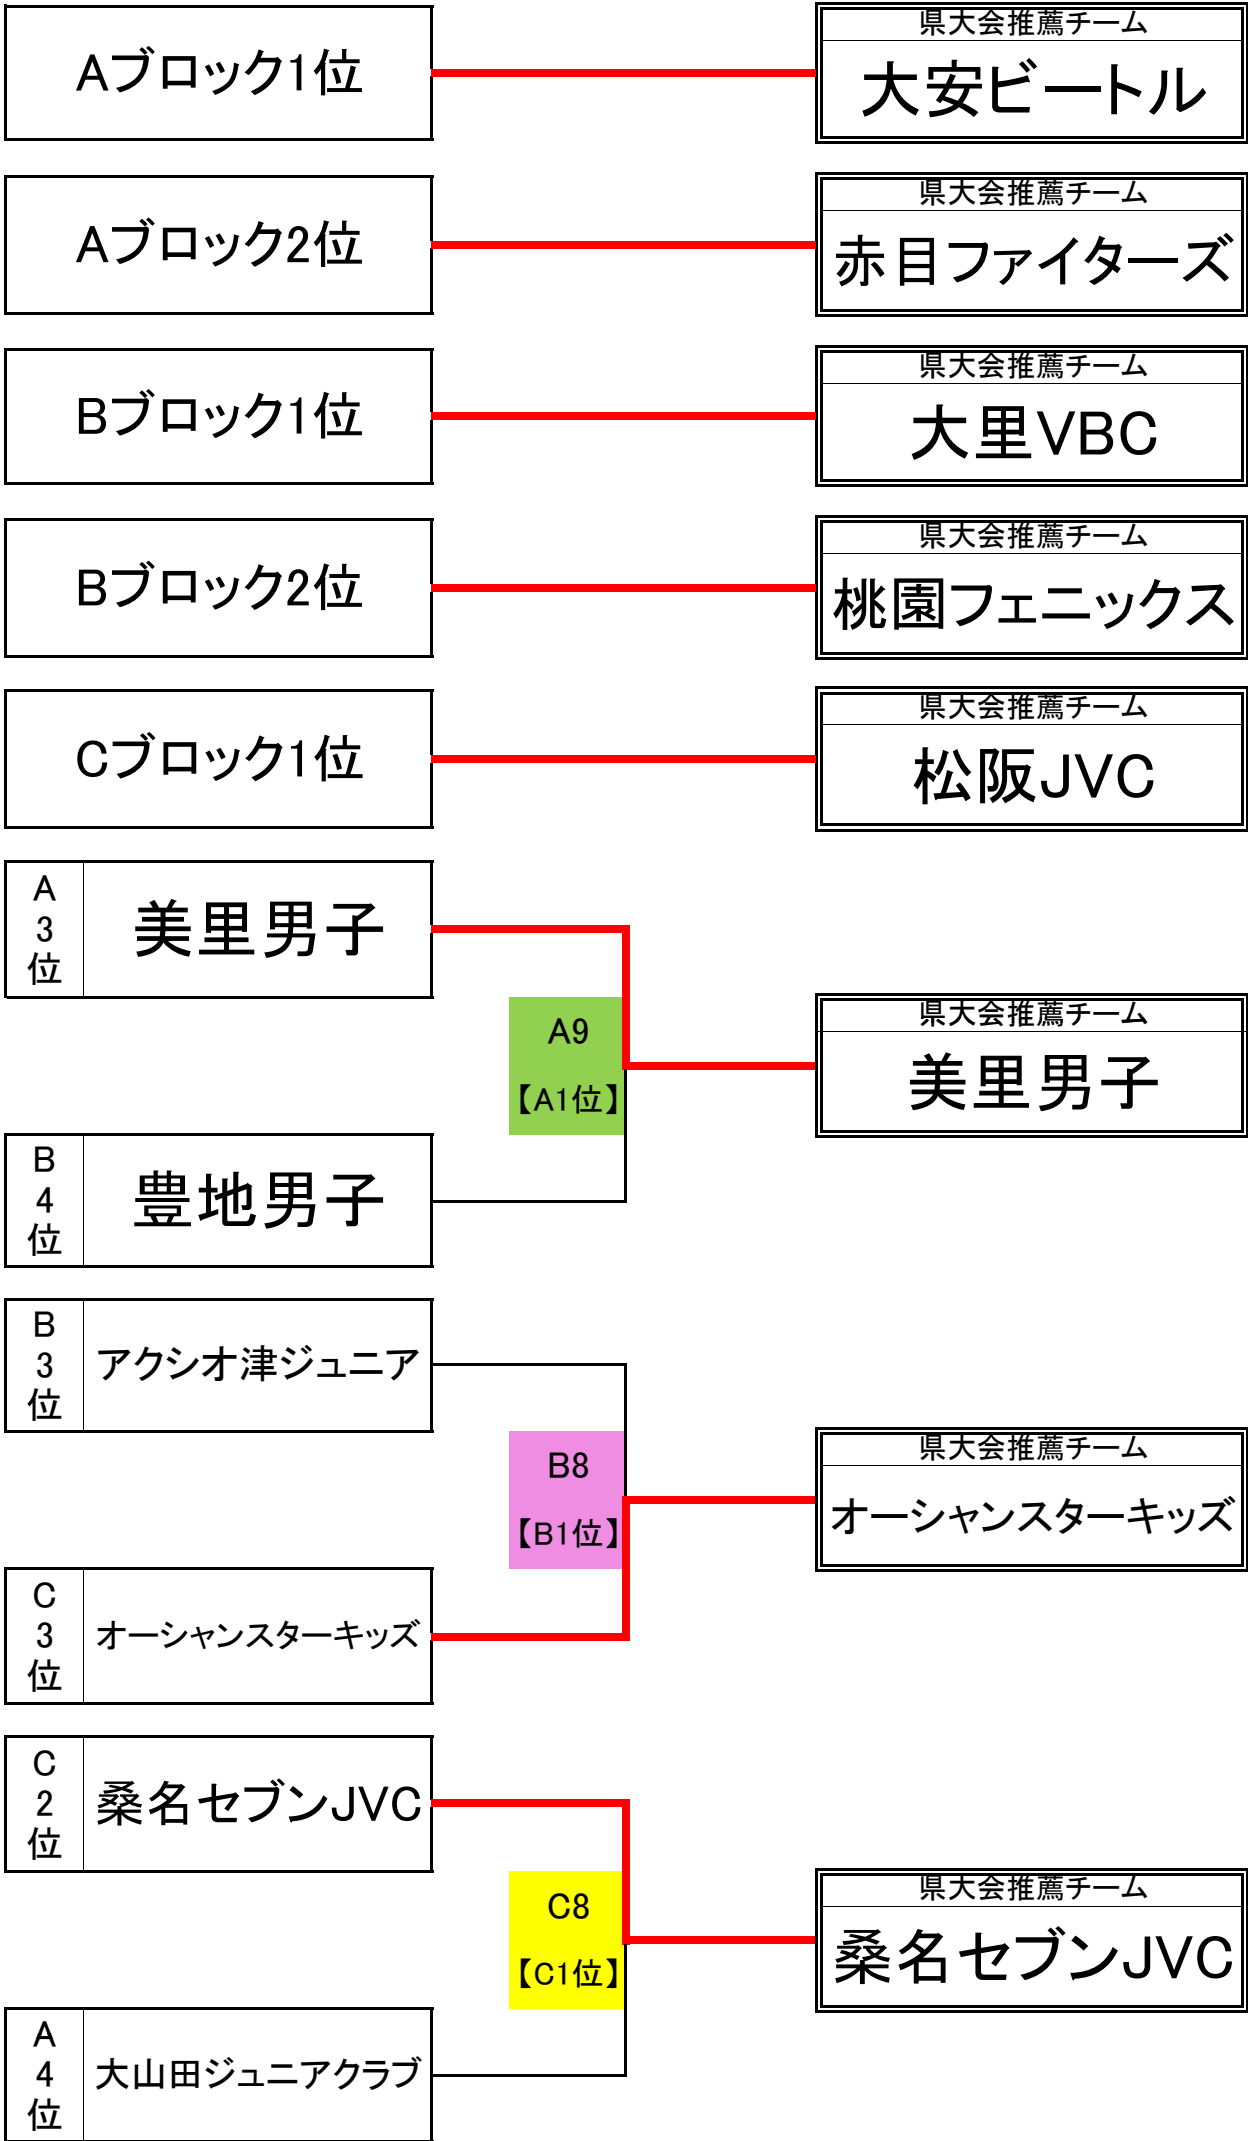 Aブロック1位
県大会推薦チーム
大安ビートル
Aブロック2位
県大会推薦チーム
赤目ファイターズ
Bブロック1位
県大会推薦チーム
大里VBC
Bブロック2位
県大会推薦チーム
桃園フェニックス
Cブロック1位
県大会推薦チーム
松阪JVC
A3位
美里男子
A9
【A1位】
県大会推薦チーム
美里男子
B4位
豊地男子
B3位
アクシオ津ジュニア
B8
【B1位】
県大会推薦チーム
オーシャンスターキッズ
C3位
オーシャンスターキッズ
C2位
桑名セブンJVC
C8
【C1位】
県大会推薦チーム
桑名セブンJVC
A4位
大山田ジュニアクラブ